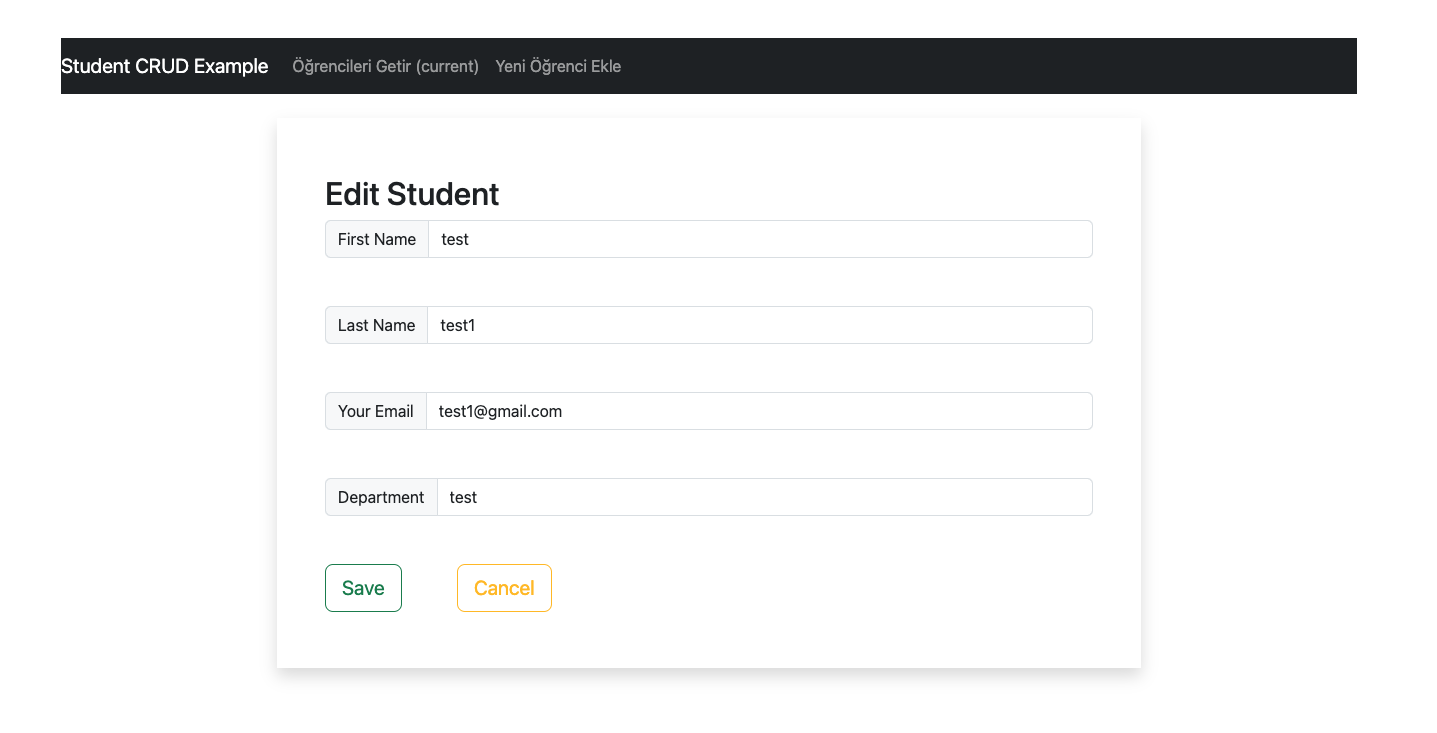 Student CRUD Example Öğrencileri Getir (current) Yeni Öğrenci Ekle
Edit Student
First Name test
Last Name test1
Your Email test1@gmail.com
Department test
Save Cancel